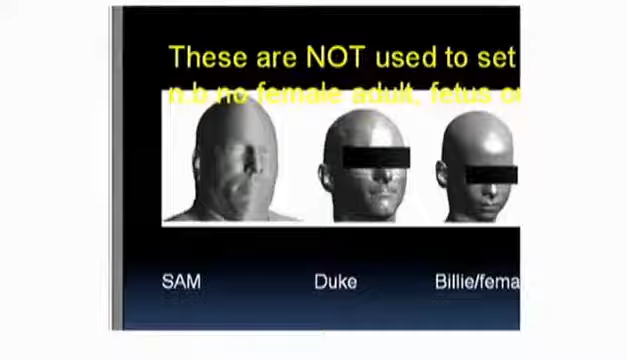 These are NOT used to set
n.b no female adult, fetus or
SAM
Duke
Billie/fema